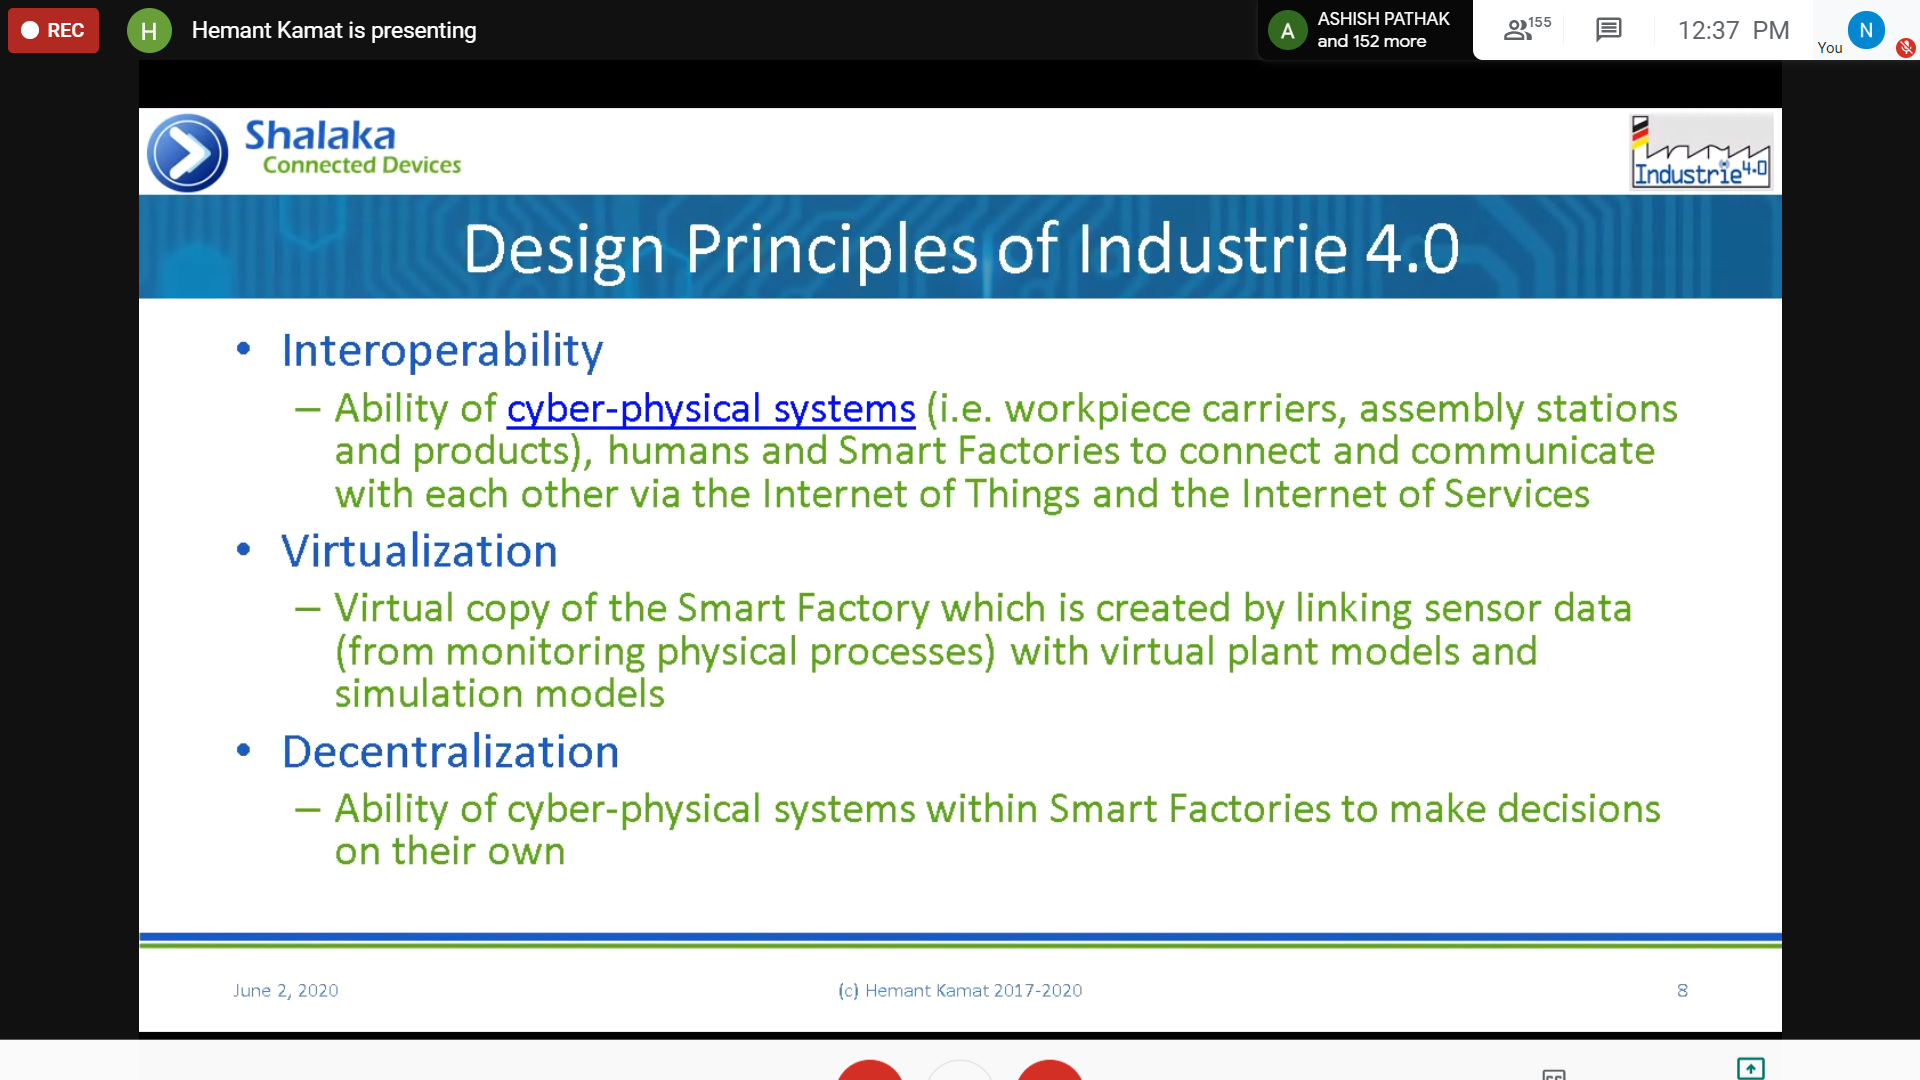 REC
H
Hemant Kamat is presenting
A
ASHISH PATHAK
and 152 more
155
12:37 PM
You
N
Shalaka
Connected Devices
Industrie4.0
Design Principles of Industrie 4.0
• Interoperability
– Ability of cyber-physical systems (i.e. workpiece carriers, assembly stations
and products), humans and Smart Factories to connect and communicate
with each other via the Internet of Things and the Internet of Services
• Virtualization
– Virtual copy of the Smart Factory which is created by linking sensor data
(from monitoring physical processes) with virtual plant models and
simulation models
• Decentralization
– Ability of cyber-physical systems within Smart Factories to make decisions
on their own
June 2, 2020
(c) Hemant Kamat 2017-2020
8